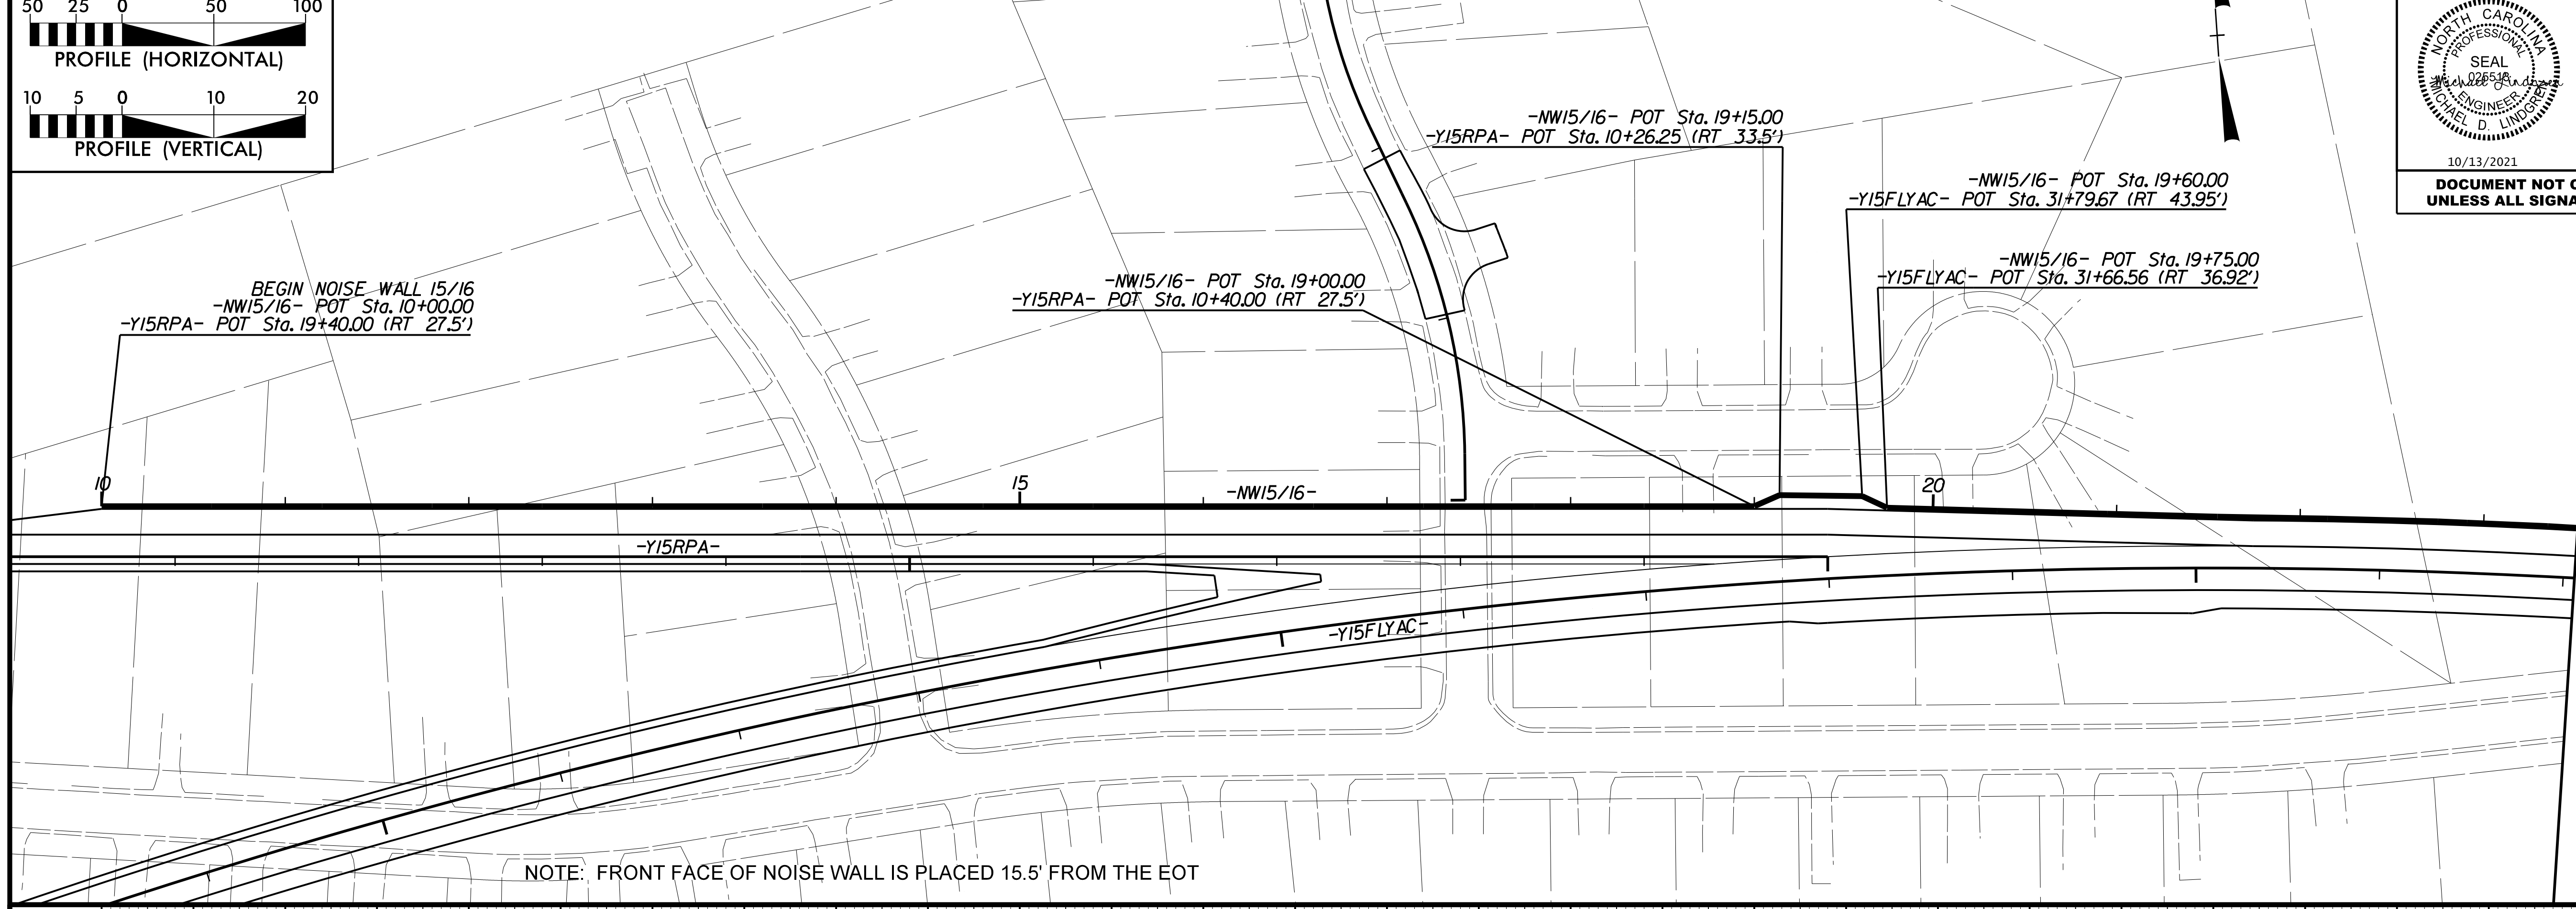 50 25 0 50 100
PROFILE (HORIZONTAL)
10 5 0 10 20
PROFILE (VERTICAL)
NORTH CAROLINA
PROFESSIONAL
SEAL
025518
ENGINEER
MICHAEL D. LINDGREN
Michael Lindgren
10/13/2021
DOCUMENT NOT
UNLESS ALL
-NW15/16- POT Sta. 19+15.00
-Y15RPA- POT Sta. 10+26.25 (RT 33.5')
-NW15/16- POT Sta. 19+60.00
-Y15FLYAC- POT Sta. 31+79.67 (RT 43.95')
-NW15/16- POT Sta. 19+75.00
-Y15FLYAC- POT Sta. 31+66.56 (RT 36.92')
BEGIN NOISE WALL 15/16
-NW15/16- POT Sta. 10+00.00
-Y15RPA- POT Sta. 19+40.00 (RT 27.5')
-NW15/16- POT Sta. 19+00.00
-Y15RPA- POT Sta. 10+40.00 (RT 27.5')
10
15
-NW15/16-
20
-Y15RPA-
-Y15FLYAC-
NOTE: FRONT FACE OF NOISE WALL IS PLACED 15.5' FROM THE EOT